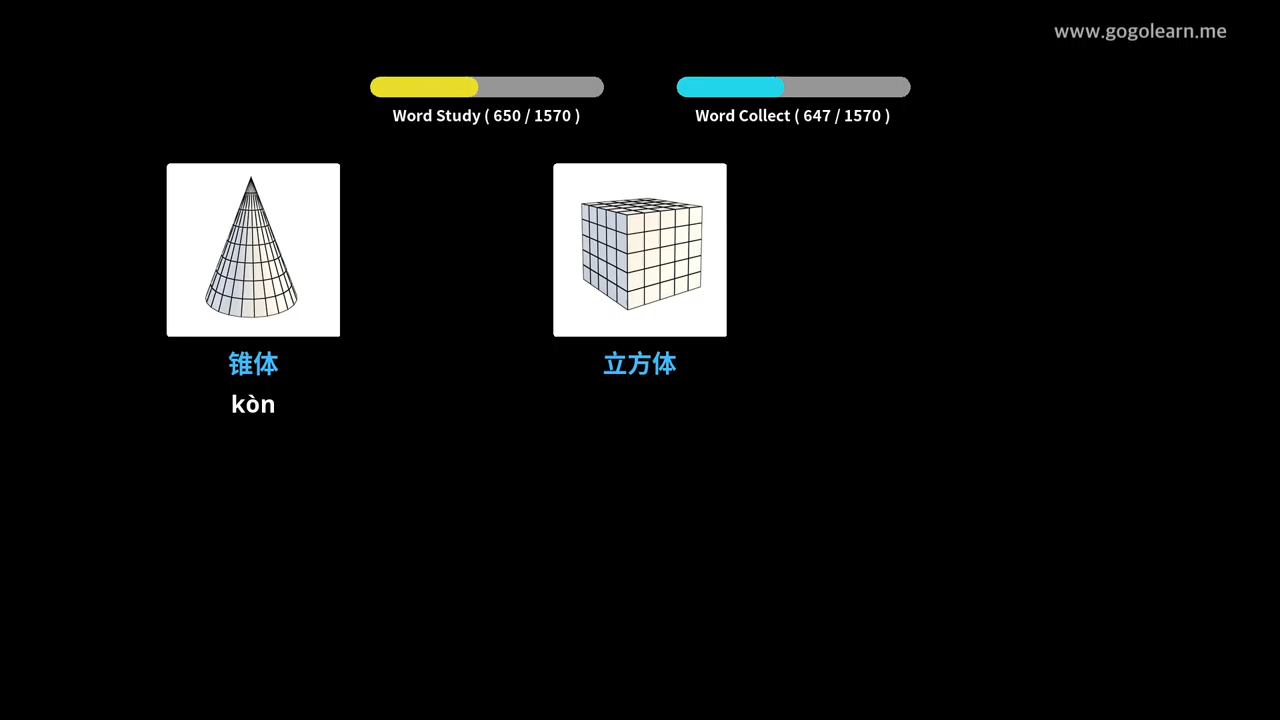 www.gogolearn.me
Word Study ( 650 / 1570 )
Word Collect ( 647 / 1570 )
锥体
kòn
立方体